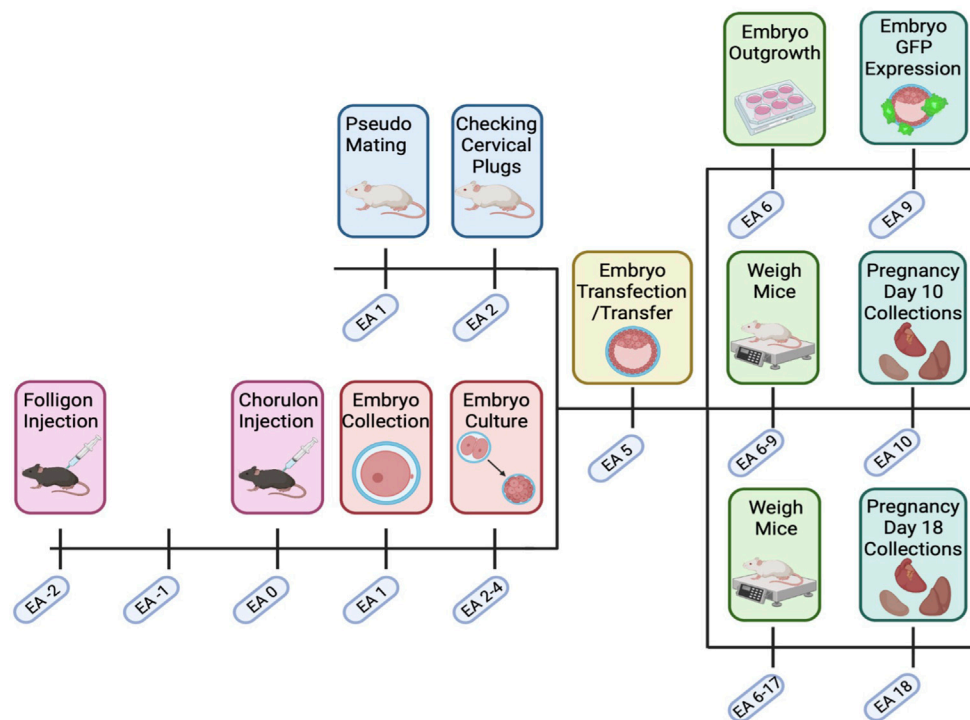 Embryo
Outgrowth
Embryo
GFP
Expression
EA 6
EA 9
Pseudo
Mating
Checking
Cervical
Plugs
EA 1
EA 2
Embryo
Transfection
/Transfer
EA 5
Weigh
Mice
Pregnancy
Day 10
Collections
EA 6-9
EA 10
Folligon
Injection
Chorulon
Injection
Embryo
Collection
Embryo
Culture
EA -2
EA -1
EA 0
EA 1
EA 2-4
Weigh
Mice
Pregnancy
Day 18
Collections
EA 6-17
EA 18